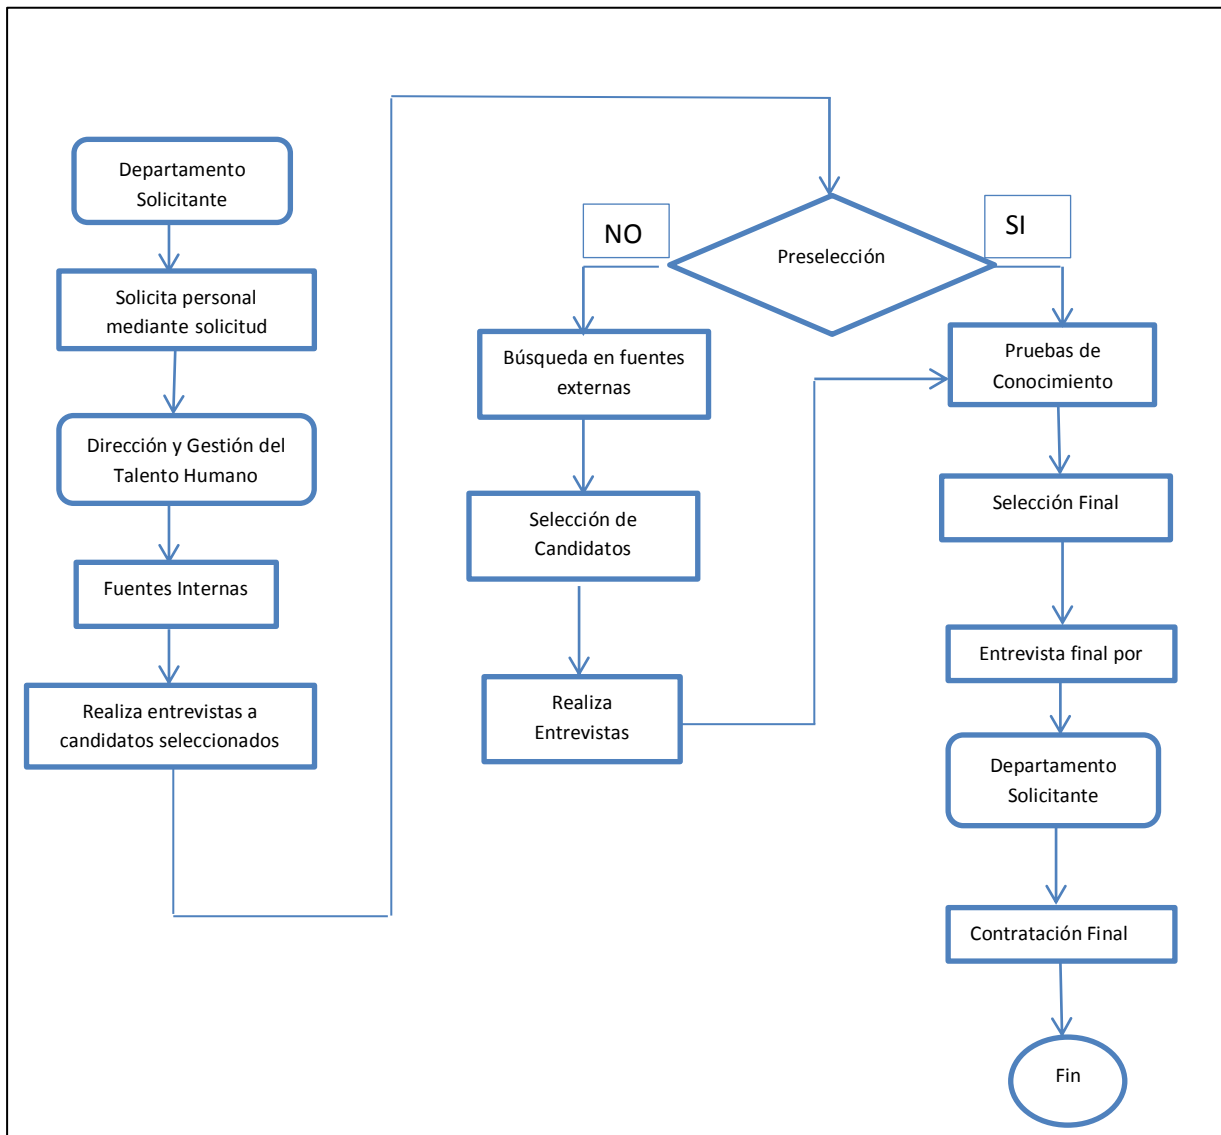 Departamento
Solicitante
Solicita personal
mediante solicitud
Dirección y Gestión del
Talento Humano
Fuentes Internas
Realiza entrevistas a
candidatos seleccionados
Preselección
NO
SI
Búsqueda en fuentes
externas
Selección de
Candidatos
Realiza
Entrevistas
Pruebas de
Conocimiento
Selección Final
Entrevista final por
Departamento
Solicitante
Contratación Final
Fin